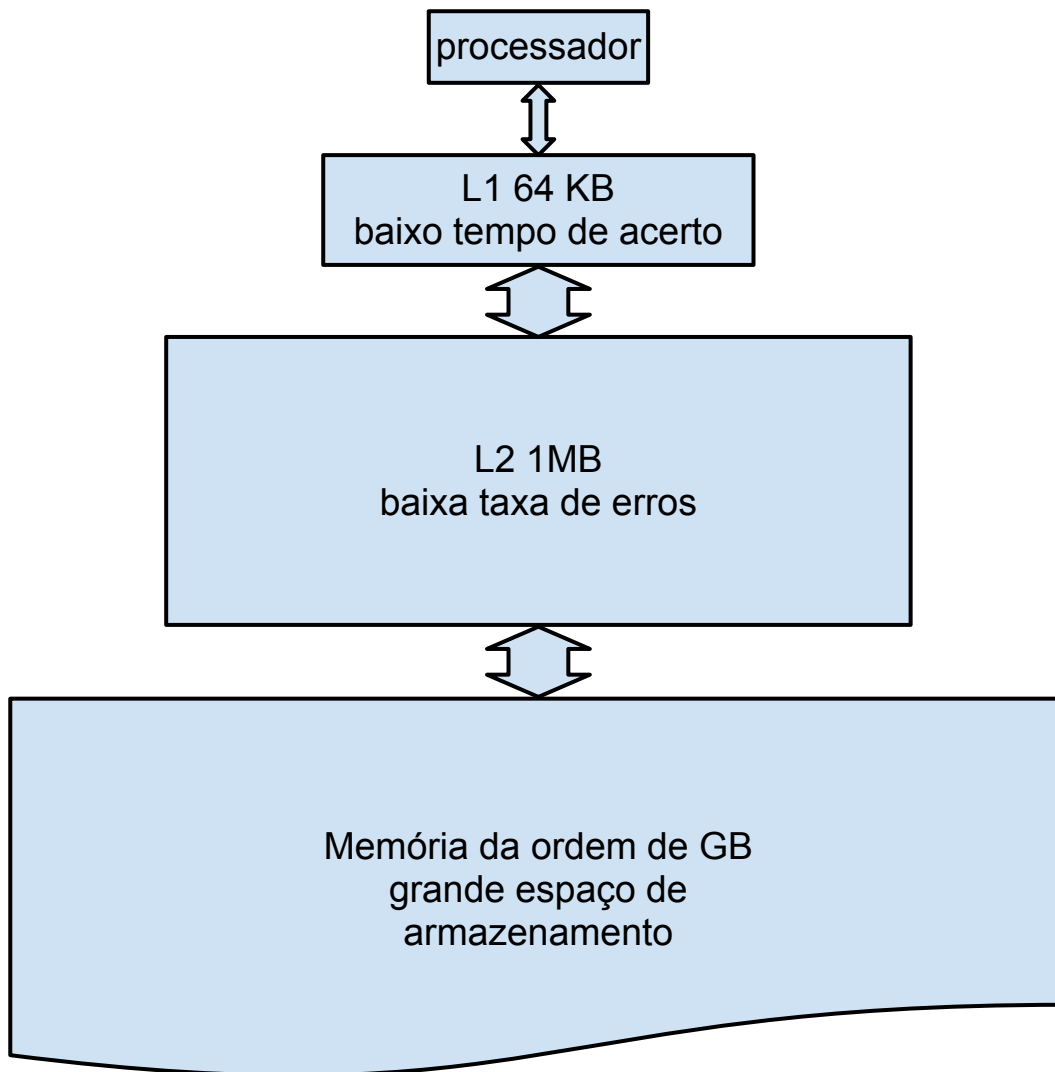 processador
L1 64 KB
baixo tempo de acerto
L2 1MB
baixa taxa de erros
Memória da ordem de GB
grande espaço de
armazenamento